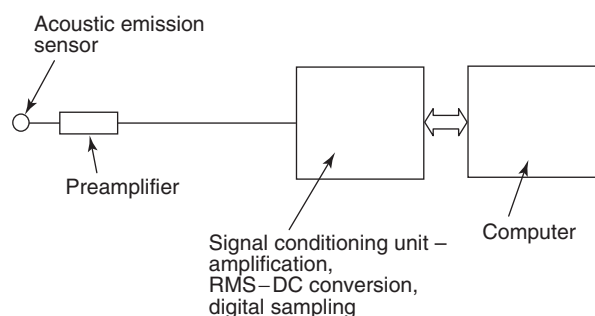 Acoustic emission
sensor
Preamplifier
Signal conditioning unit –
amplification,
RMS–DC conversion,
digital sampling
Computer